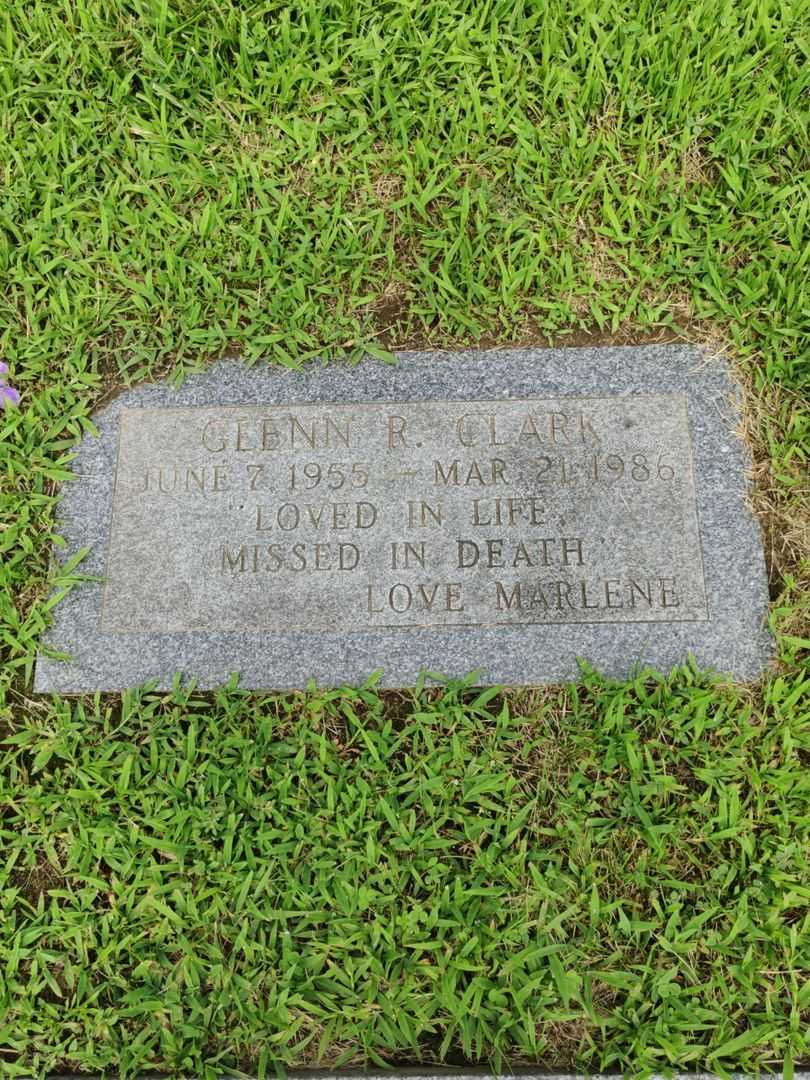 GLENN R. CLARK
JUNE 7, 1955 — MAR. 21, 1986
"LOVED IN LIFE,
MISSED IN DEATH"
LOVE MARLENE